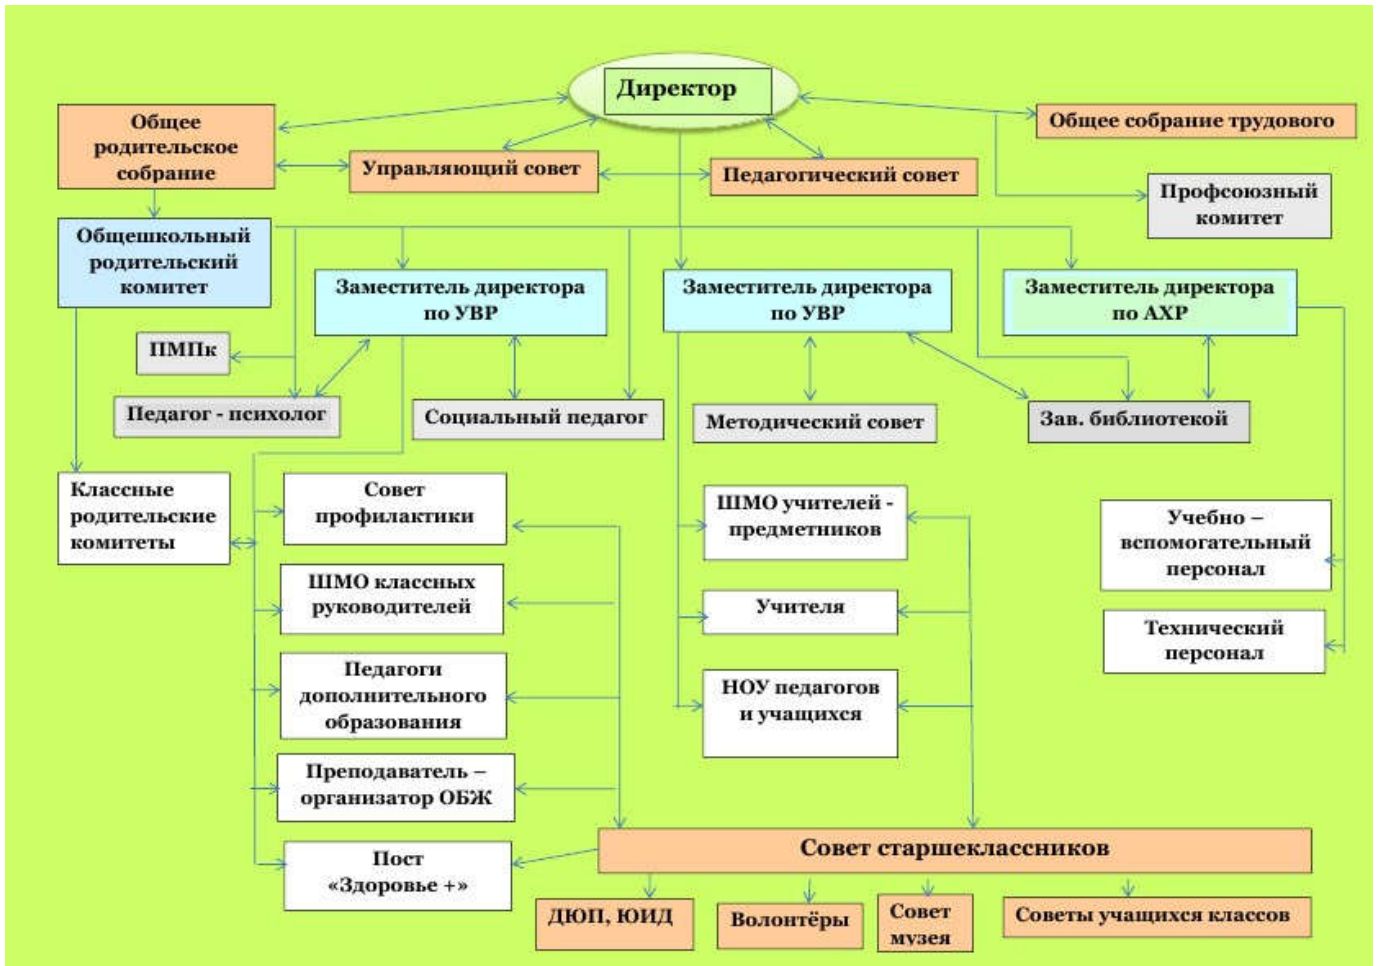 Директор
Общее
родительское
собрание
Общее собрание трудового
Управляющий совет
Педагогический совет
Профсоюзный
комитет
Общешкольный
родительский
комитет
Заместитель директора
по УВР
Заместитель директора
по УВР
Заместитель директора
по АХР
ПМПк
Педагог - психолог
Социальный педагог
Методический совет
Зав. библиотекой
Классные
родительские
комитеты
Совет
профилактики
ШМО учителей -
предметников
Учебно –
вспомогательный
персонал
ШМО классных
руководителей
Учителя
Технический
персонал
Педагоги
дополнительного
образования
НОУ педагогов
и учащихся
Преподаватель –
организатор ОБЖ
Пост
«Здоровье +»
Совет старшеклассников
ДЮП, ЮИД
Волонтёры
Совет
музея
Советы учащихся классов